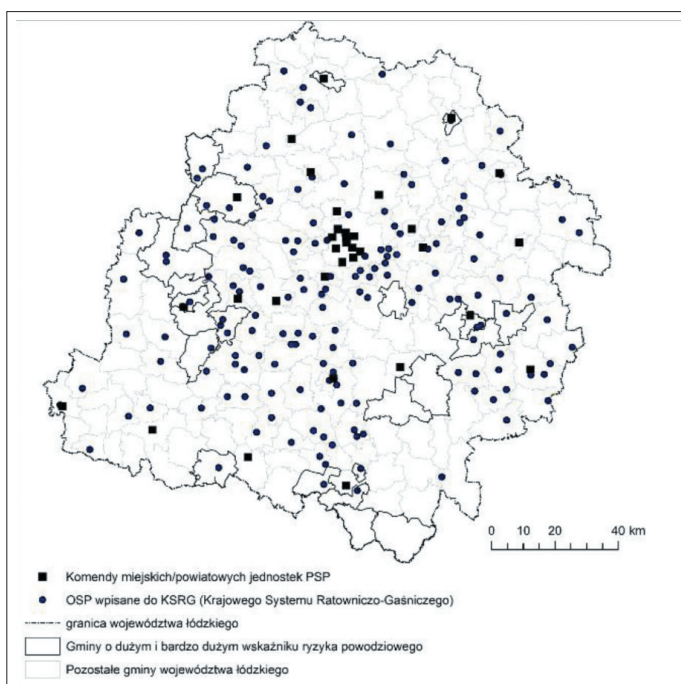 0 10 20 40 km
Komendy miejskich/powiatowych jednostek PSP
OSP wpisane do KSRG (Krajowego Systemu Ratowniczo-Gaśniczego)
granica województwa łódzkiego
Gminy o dużym i bardzo dużym wskaźniku ryzyka powodziowego
Pozostałe gminy województwa łódzkiego